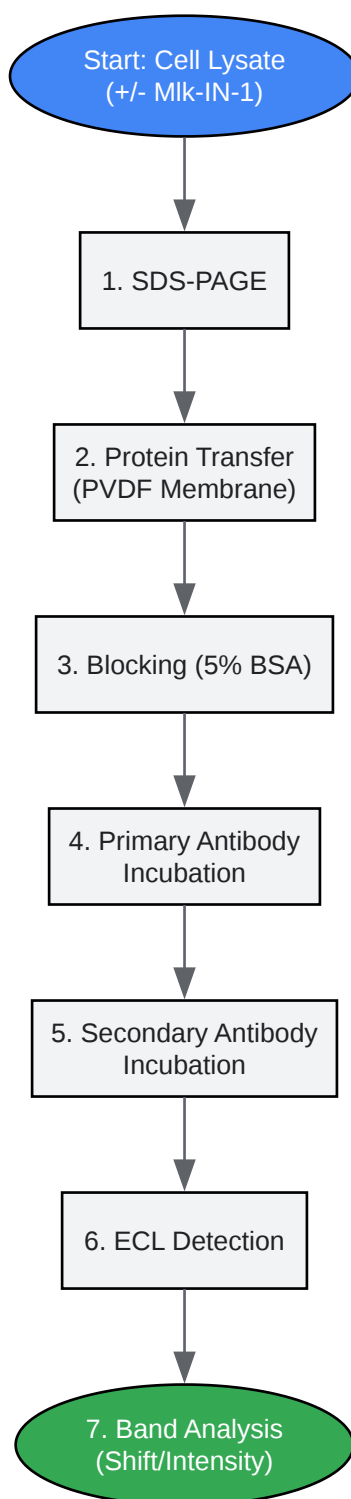 Start: Cell Lysate
(+/- Mlk-IN-1)
1. SDS-PAGE
2. Protein Transfer
(PVDF Membrane)
3. Blocking (5% BSA)
4. Primary Antibody
Incubation
5. Secondary Antibody
Incubation
6. ECL Detection
7. Band Analysis
(Shift/Intensity)